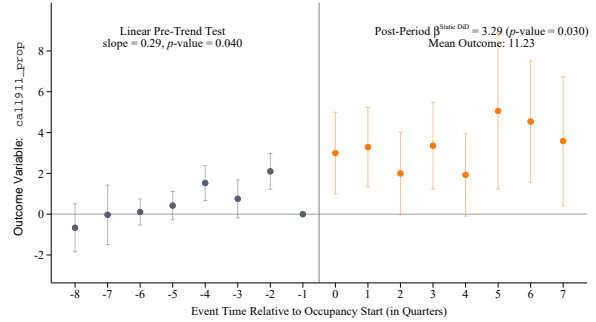 Linear Pre-Trend Test
slope = 0.29, p-value = 0.040
Post-Period β^Static DiD = 3.29 (p-value = 0.030)
Mean Outcome: 11.23
Outcome Variable: call911_prop
8
6
4
2
0
-2
-8 -7 -6 -5 -4 -3 -2 -1 0 1 2 3 4 5 6 7
Event Time Relative to Occupancy Start (in Quarters)